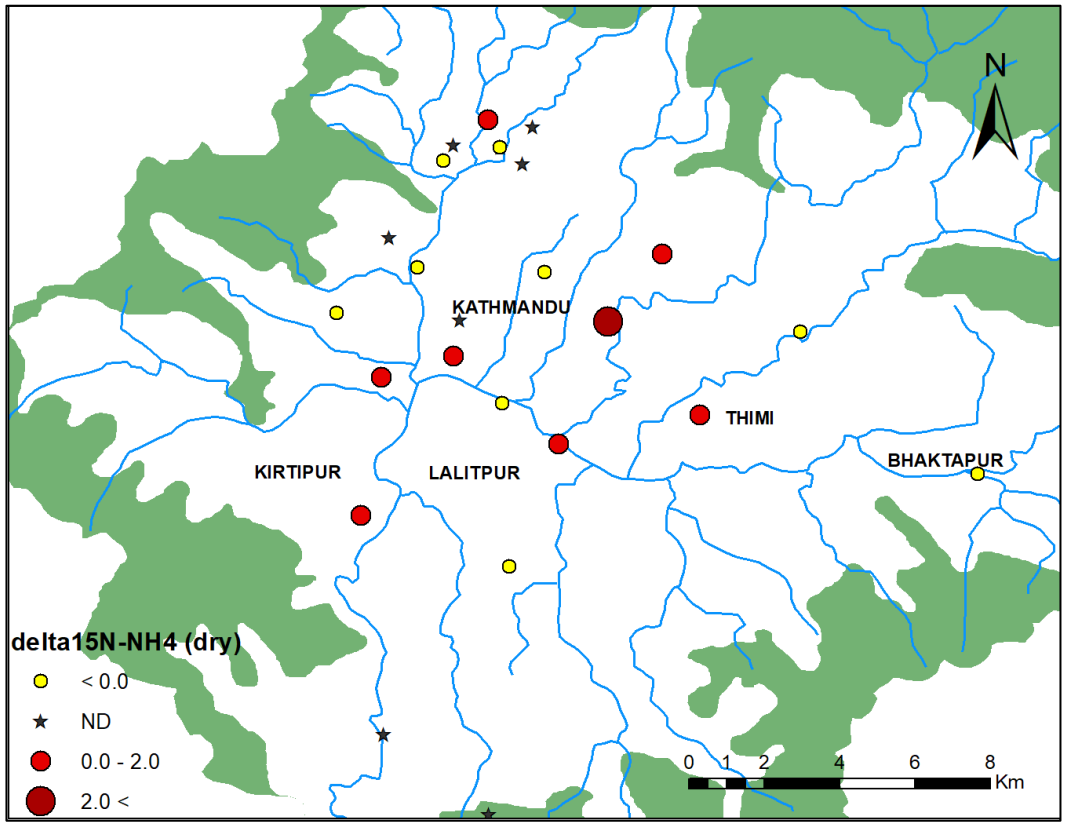 N
KATHMANDU
THIMI
BHAKTAPUR
KIRTIPUR
LALITPUR
delta15N-NH4 (dry)
< 0.0
ND
0.0 - 2.0
2.0 <
0 1 2 4 6 8
Km